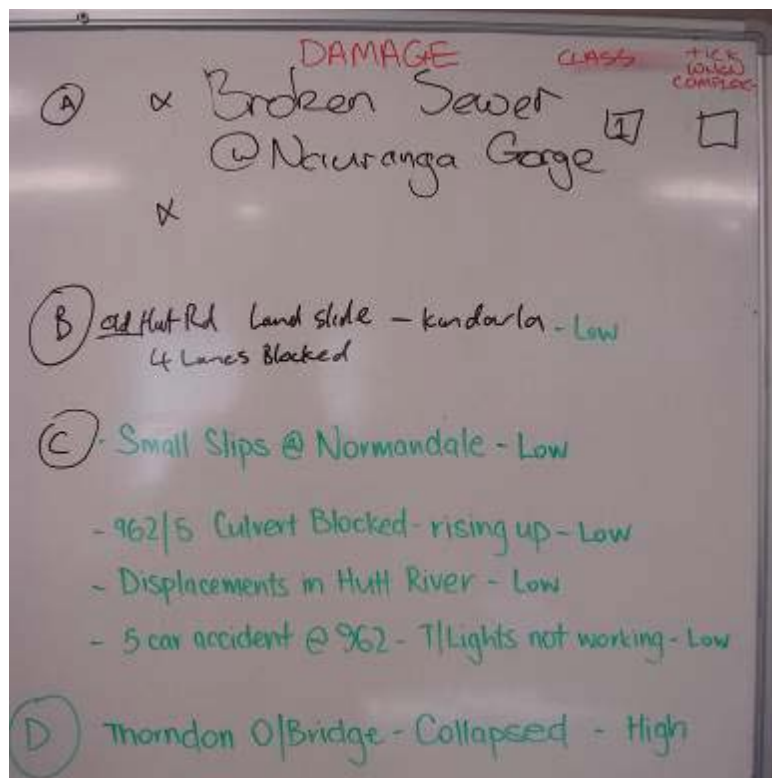 DAMAGE CLASS TICK
WHEN
COMPLETE
A ∝ Broken Sewer
@ Nauranga Gorge 1
∝
B Old Hutt Rd Land slide - - Low
4 Lanes Blocked
C - Small Slips @ Normandale - Low
- 962/5 Culvert Blocked - rising up - Low
- Displacements in Hutt River - Low
- 5 car accident @ 962 - T/Lights not working - Low
D Thorndon O/Bridge - Collapsed - High